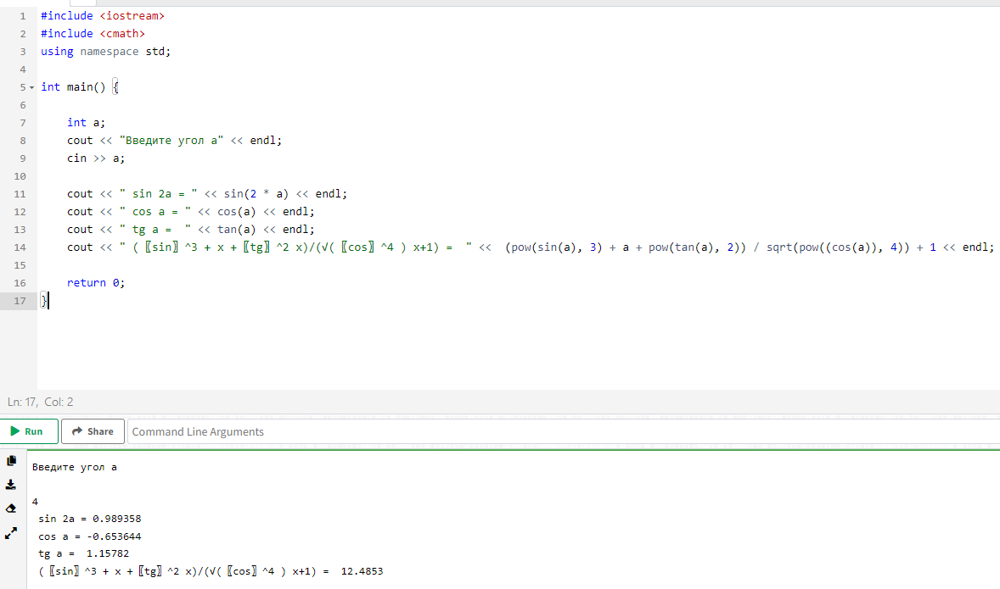 1 #include <iostream>
2 #include <cmath>
3 using namespace std;
4
5 int main() {
6
7 int a;
8 cout << "Введите угол a" << endl;
9 cin >> a;
10
11 cout << " sin 2a = " << sin(2 * a) << endl;
12 cout << " cos a = " << cos(a) << endl;
13 cout << " tg a =  " << tan(a) << endl;
14 cout << " (〖sin〗^3 + x +〖tg〗^2 x)/(√(〖cos〗^4 ) x+1) =  " <<  (pow(sin(a), 3) + a + pow(tan(a), 2)) / sqrt(pow((cos(a)), 4)) + 1 << endl;
15
16 return 0;
17 }
Ln: 17, Col: 2
Run Share Command Line Arguments
Введите угол a
4
sin 2a = 0.989358
cos a = -0.653644
tg a =  1.15782
(〖sin〗^3 + x +〖tg〗^2 x)/(√(〖cos〗^4 ) x+1) =  12.4853